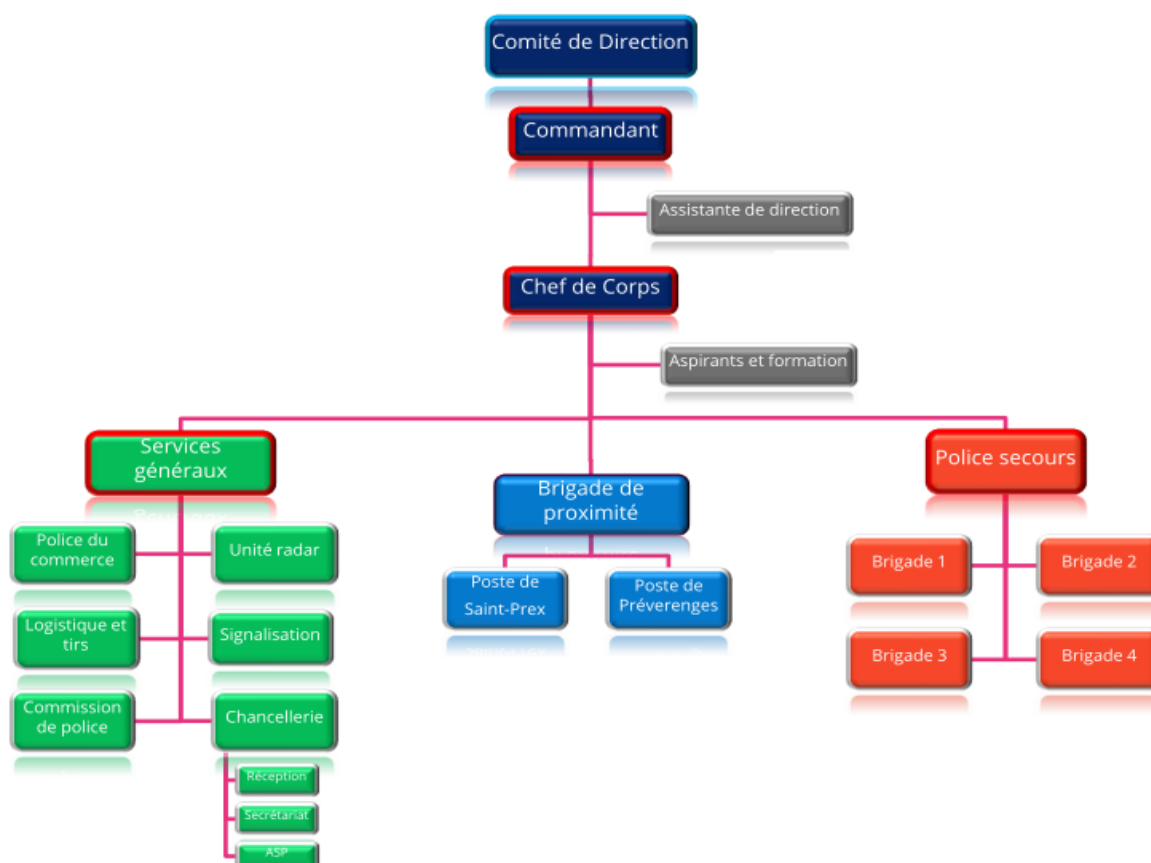 Comité de Direction
Commandant
Assistante de direction
Chef de Corps
Aspirants et formation
Services
généraux
Police du
commerce
Unité radar
Logistique et
tirs
Signalisation
Commission
de police
Chancellerie
Réception
Secrétariat
ASP
Brigade de
proximité
Poste de
Saint-Prex
Poste de
Préverenges
Police secours
Brigade 1
Brigade 2
Brigade 3
Brigade 4